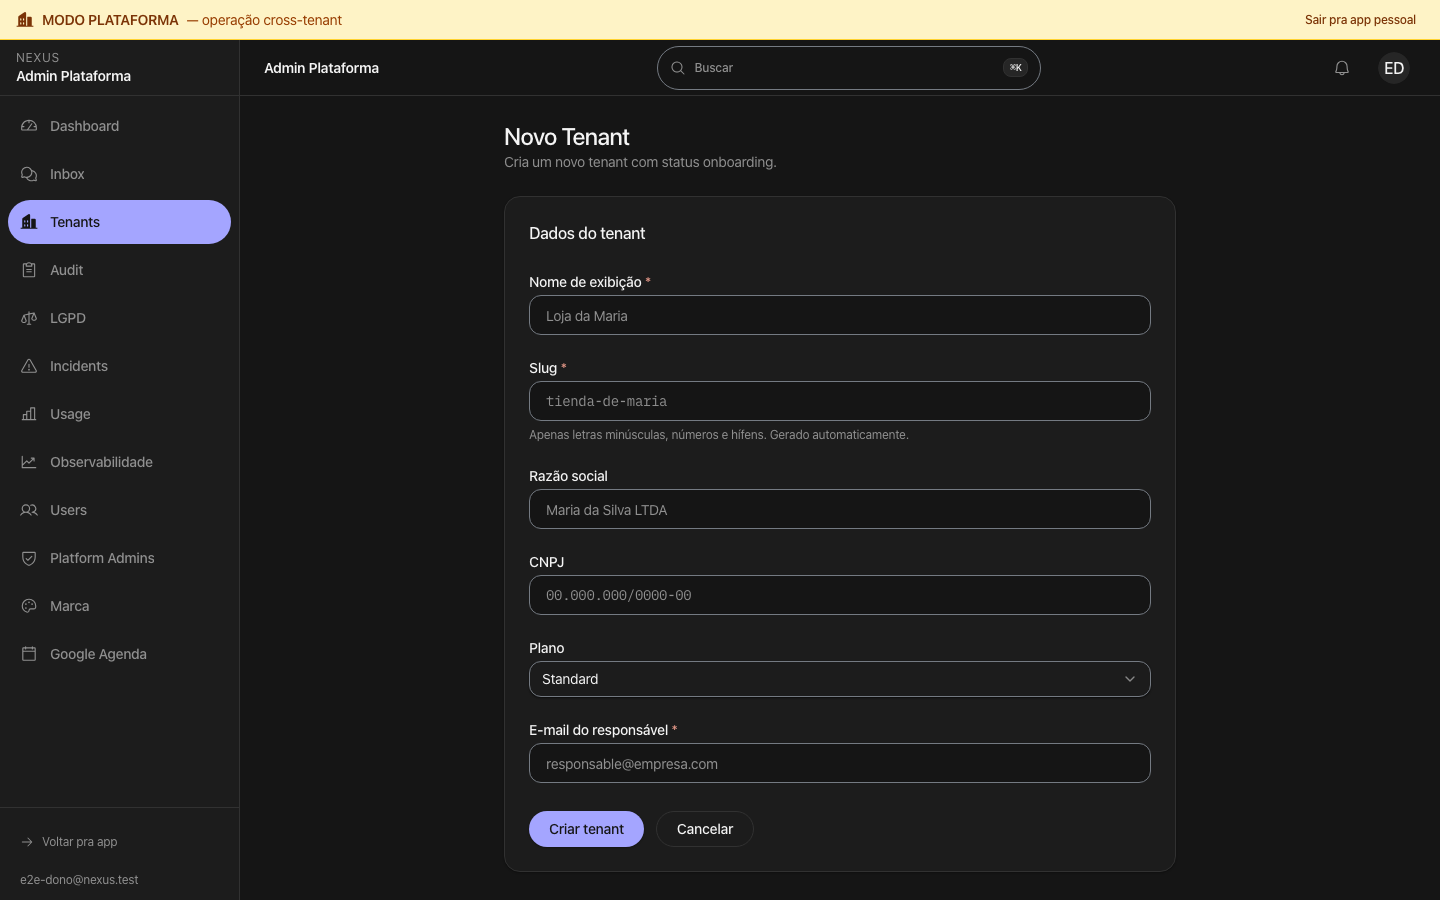 MODO PLATAFORMA — operação cross-tenant
Sair pra app pessoal
NEXUS
Admin Plataforma
Admin Plataforma
Buscar
⌘K
ED
Dashboard
Inbox
Tenants
Audit
LGPD
Incidents
Usage
Observabilidade
Users
Platform Admins
Marca
Google Agenda
Voltar pra app
e2e-dono@nexus.test
Novo Tenant
Cria um novo tenant com status onboarding.
Dados do tenant
Nome de exibição *
Loja da Maria
Slug *
tienda-de-maria
Apenas letras minúsculas, números e hífens. Gerado automaticamente.
Razão social
Maria da Silva LTDA
CNPJ
00.000.000/0000-00
Plano
Standard
E-mail do responsável *
responsable@empresa.com
Criar tenant
Cancelar